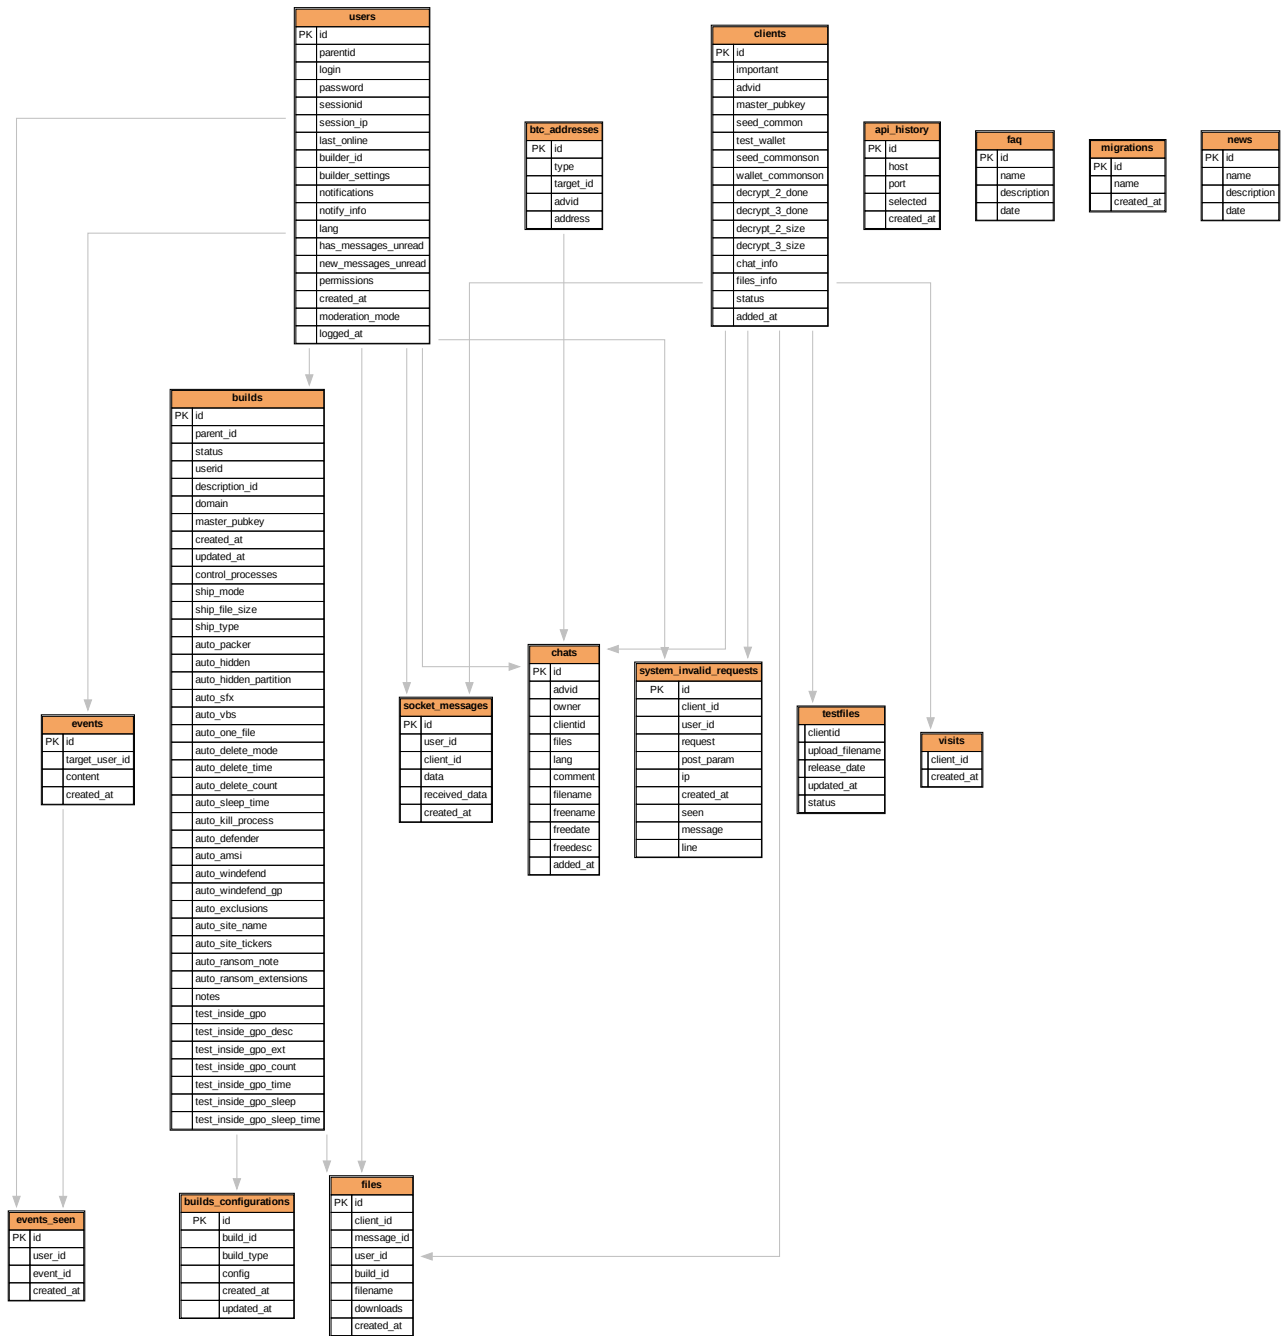 users
PK id
parentid
login
password
sessionid
session_ip
last_online
builder_id
builder_settings
notifications
notify_info
lang
has_messages_unread
new_messages_unread
permissions
created_at
moderation_mode
logged_at
clients
PK id
important
advid
master_pubkey
seed_common
test_wallet
seed_commonson
wallet_commonson
decrypt_2_done
decrypt_3_done
decrypt_2_size
decrypt_3_size
chat_info
files_info
status
added_at
btc_addresses
PK id
type
target_id
advid
address
api_history
PK id
host
port
selected
created_at
faq
PK id
name
description
date
migrations
PK id
name
created_at
news
PK id
name
description
date
builds
PK id
parent_id
status
userid
description_id
domain
master_pubkey
created_at
updated_at
control_processes
ship_mode
ship_file_size
ship_type
auto_packer
auto_hidden
auto_hidden_partition
auto_sfx
auto_vbs
auto_one_file
auto_delete_mode
auto_delete_time
auto_delete_count
auto_sleep_time
auto_kill_process
auto_defender
auto_amsi
auto_windefend
auto_windefend_gp
auto_exclusions
auto_site_name
auto_site_tickers
auto_ransom_note
auto_ransom_extensions
notes
test_inside_gpo
test_inside_gpo_desc
test_inside_gpo_ext
test_inside_gpo_count
test_inside_gpo_time
test_inside_gpo_sleep
test_inside_gpo_sleep_time
chats
PK id
advid
owner
clientid
files
lang
comment
filename
freename
freedate
freedesc
added_at
system_invalid_requests
PK id
client_id
user_id
request
post_param
ip
created_at
seen
message
line
socket_messages
PK id
user_id
client_id
data
received_data
created_at
testfiles
clientid
upload_filename
release_date
updated_at
status
events
PK id
target_user_id
content
created_at
visits
client_id
created_at
files
PK id
client_id
message_id
user_id
build_id
filename
downloads
created_at
builds_configurations
PK id
build_id
build_type
config
created_at
updated_at
events_seen
PK id
user_id
event_id
created_at